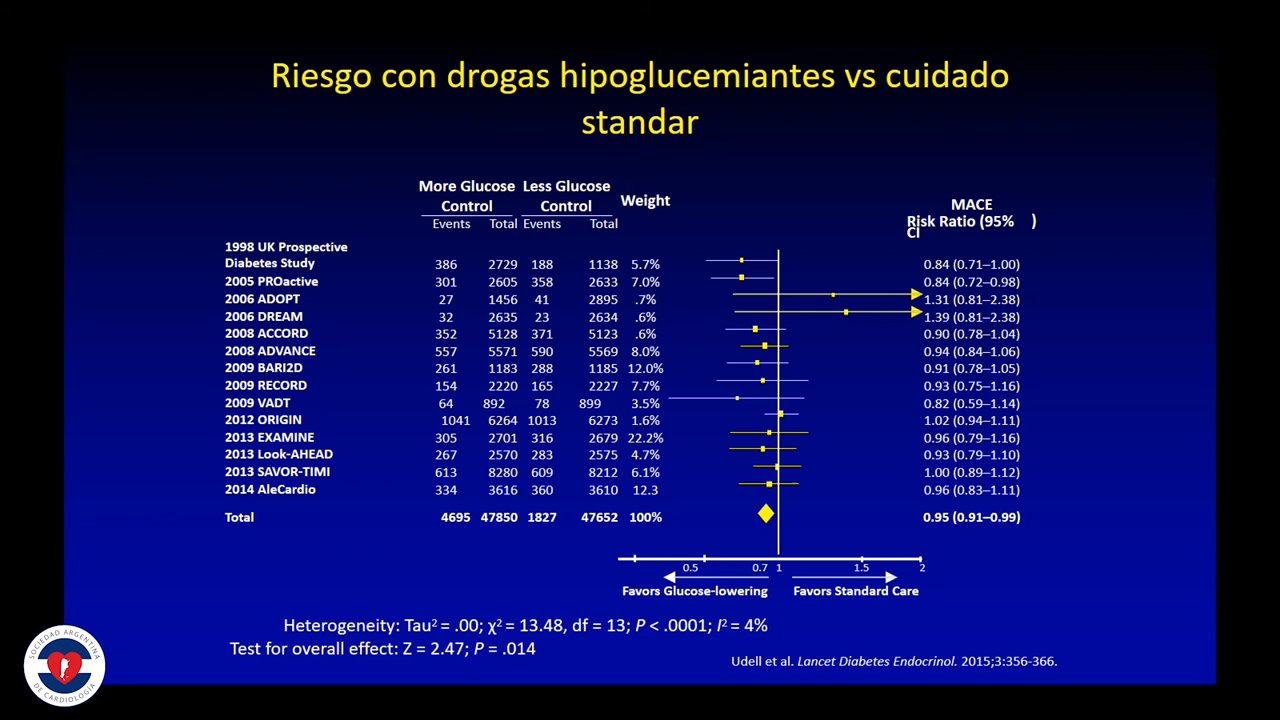 Riesgo con drogas hipoglucemiantes vs cuidado
standar
More Glucose Less Glucose Weight MACE
Control Control Risk Ratio (95% )
CI
Events Total Events Total
1998 UK Prospective
Diabetes Study 386 2729 188 1138 5.7% 0.84 (0.71–1.00)
2005 PROactive 301 2605 358 2633 7.0% 0.84 (0.72–0.98)
2006 ADOPT 27 1456 41 2895 .7% 1.31 (0.81–2.38)
2006 DREAM 32 2635 23 2634 .6% 1.39 (0.81–2.38)
2008 ACCORD 352 5128 371 5123 .6% 0.90 (0.78–1.04)
2008 ADVANCE 557 5571 590 5569 8.0% 0.94 (0.84–1.06)
2009 BARI2D 261 1183 288 1185 12.0% 0.91 (0.78–1.05)
2009 RECORD 154 2220 165 2227 7.7% 0.93 (0.75–1.16)
2009 VADT 64 892 78 899 3.5% 0.82 (0.59–1.14)
2012 ORIGIN 1041 6264 1013 6273 1.6% 1.02 (0.94–1.11)
2013 EXAMINE 305 2701 316 2679 22.2% 0.96 (0.79–1.16)
2013 Look-AHEAD 267 2570 283 2575 4.7% 0.93 (0.79–1.10)
2013 SAVOR-TIMI 613 8280 609 8212 6.1% 1.00 (0.89–1.12)
2014 AleCardio 334 3616 360 3610 12.3 0.96 (0.83–1.11)
Total 4695 47850 1827 47652 100% 0.95 (0.91–0.99)
0.5 0.7 1 1.5 2
Favors Glucose-lowering Favors Standard Care
Heterogeneity: Tau² = .00; χ² = 13.48, df = 13; P < .0001; I² = 4%
Test for overall effect: Z = 2.47; P = .014
Udell et al. Lancet Diabetes Endocrinol. 2015;3:356-366.
SOCIEDAD ARGENTINA
DE CARDIOLOGÍA